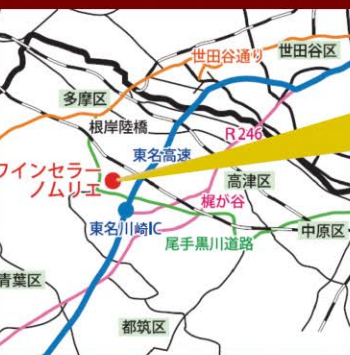 世田谷通り
世田谷区
多摩区
根岸陸橋
R246
東名高速
ワインセラー
ノムリエ
高津区
梶が谷
東名川崎IC
中原区
尾手黒川道路
青葉区
都筑区